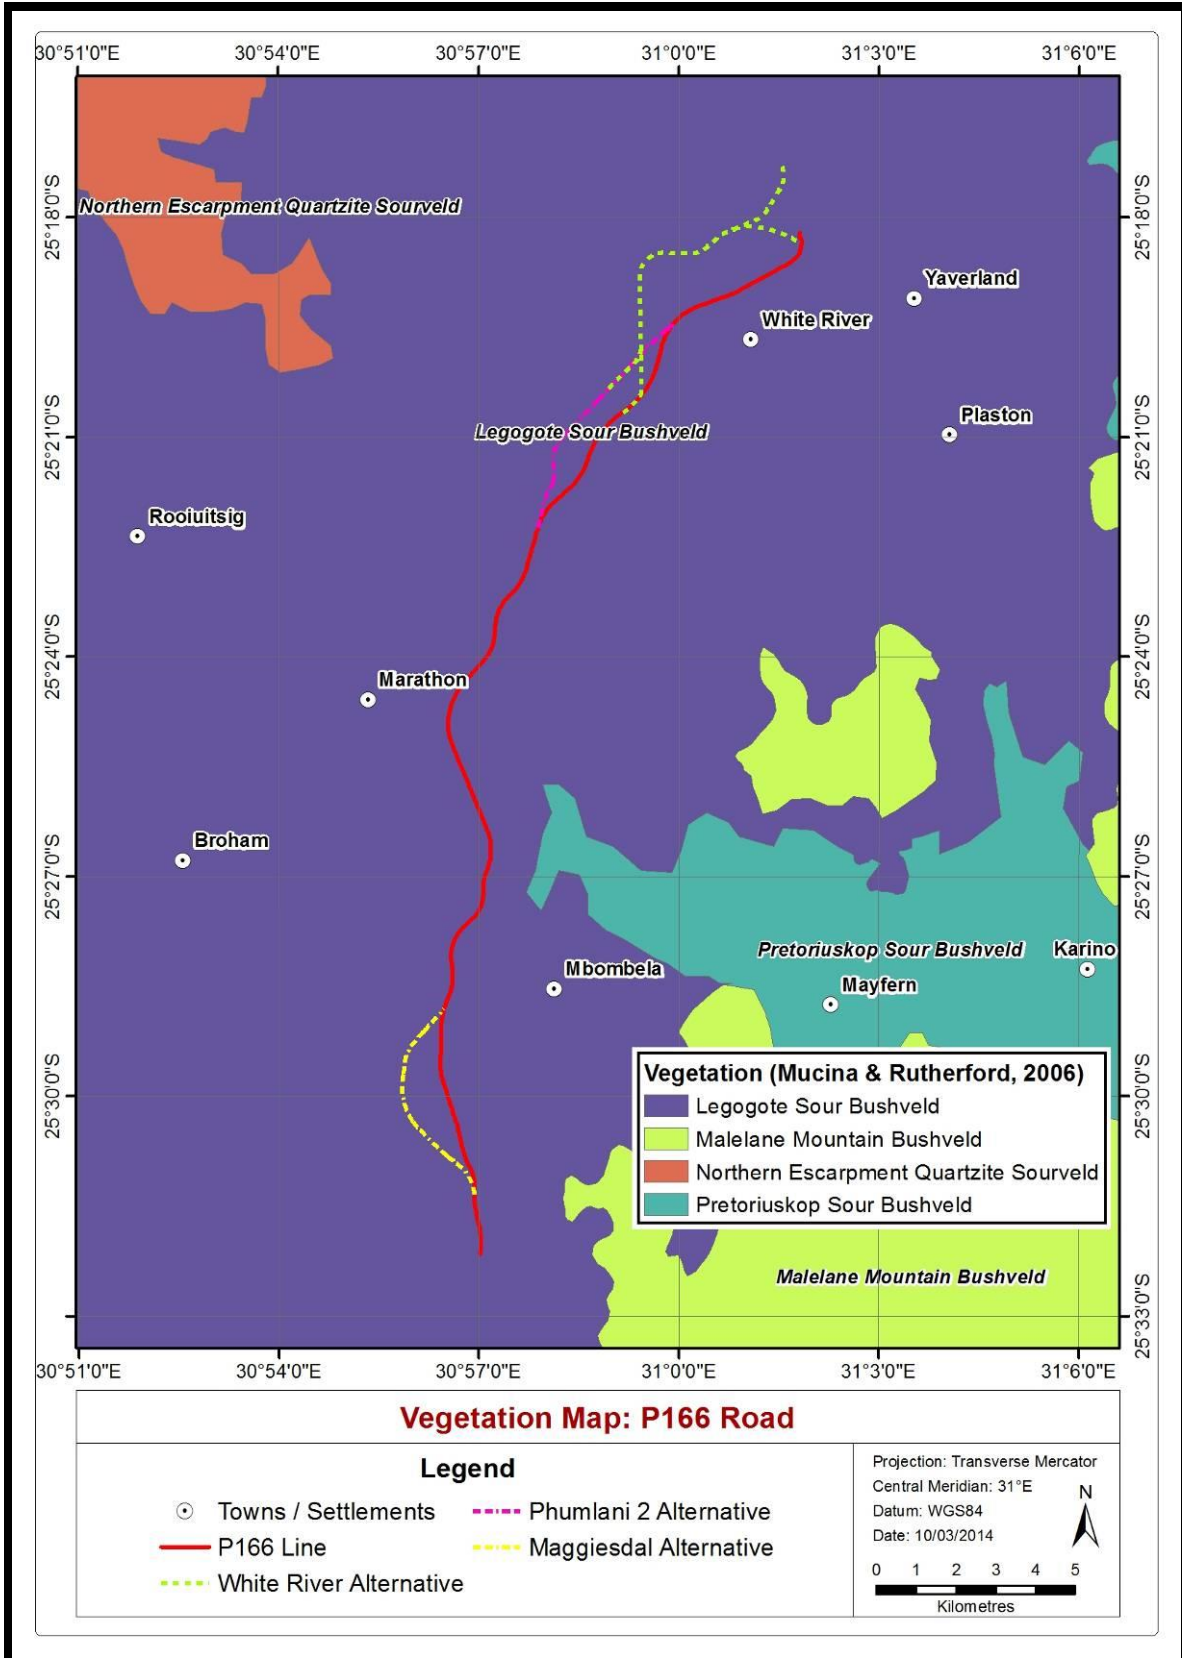 30°51'0"E 30°54'0"E 30°57'0"E 31°0'0"E 31°3'0"E 31°6'0"E
25°18'0"S
25°18'0"S
Northern Escarpment Quartzite Sourveld
Yaverland
White River
Plaston
Legogote Sour Bushveld
25°21'0"S
25°21'0"S
Rooiuitsig
25°24'0"S
25°24'0"S
Marathon
Broham
25°27'0"S
25°27'0"S
Pretoriuskop Sour Bushveld
Karino
Mbombela
Mayfern
Vegetation (Mucina & Rutherford, 2006)
Legogote Sour Bushveld
Malelane Mountain Bushveld
Northern Escarpment Quartzite Sourveld
Pretoriuskop Sour Bushveld
25°30'0"S
25°30'0"S
Malelane Mountain Bushveld
25°33'0"S
30°51'0"E 30°54'0"E 30°57'0"E 31°0'0"E 31°3'0"E 31°6'0"E
Vegetation Map: P166 Road
Legend
Towns / Settlements
P166 Line
White River Alternative
Phumlani 2 Alternative
Maggiesdal Alternative
Projection: Transverse Mercator
Central Meridian: 31°E
Datum: WGS84
Date: 10/03/2014
N
0 1 2 3 4 5
Kilometres